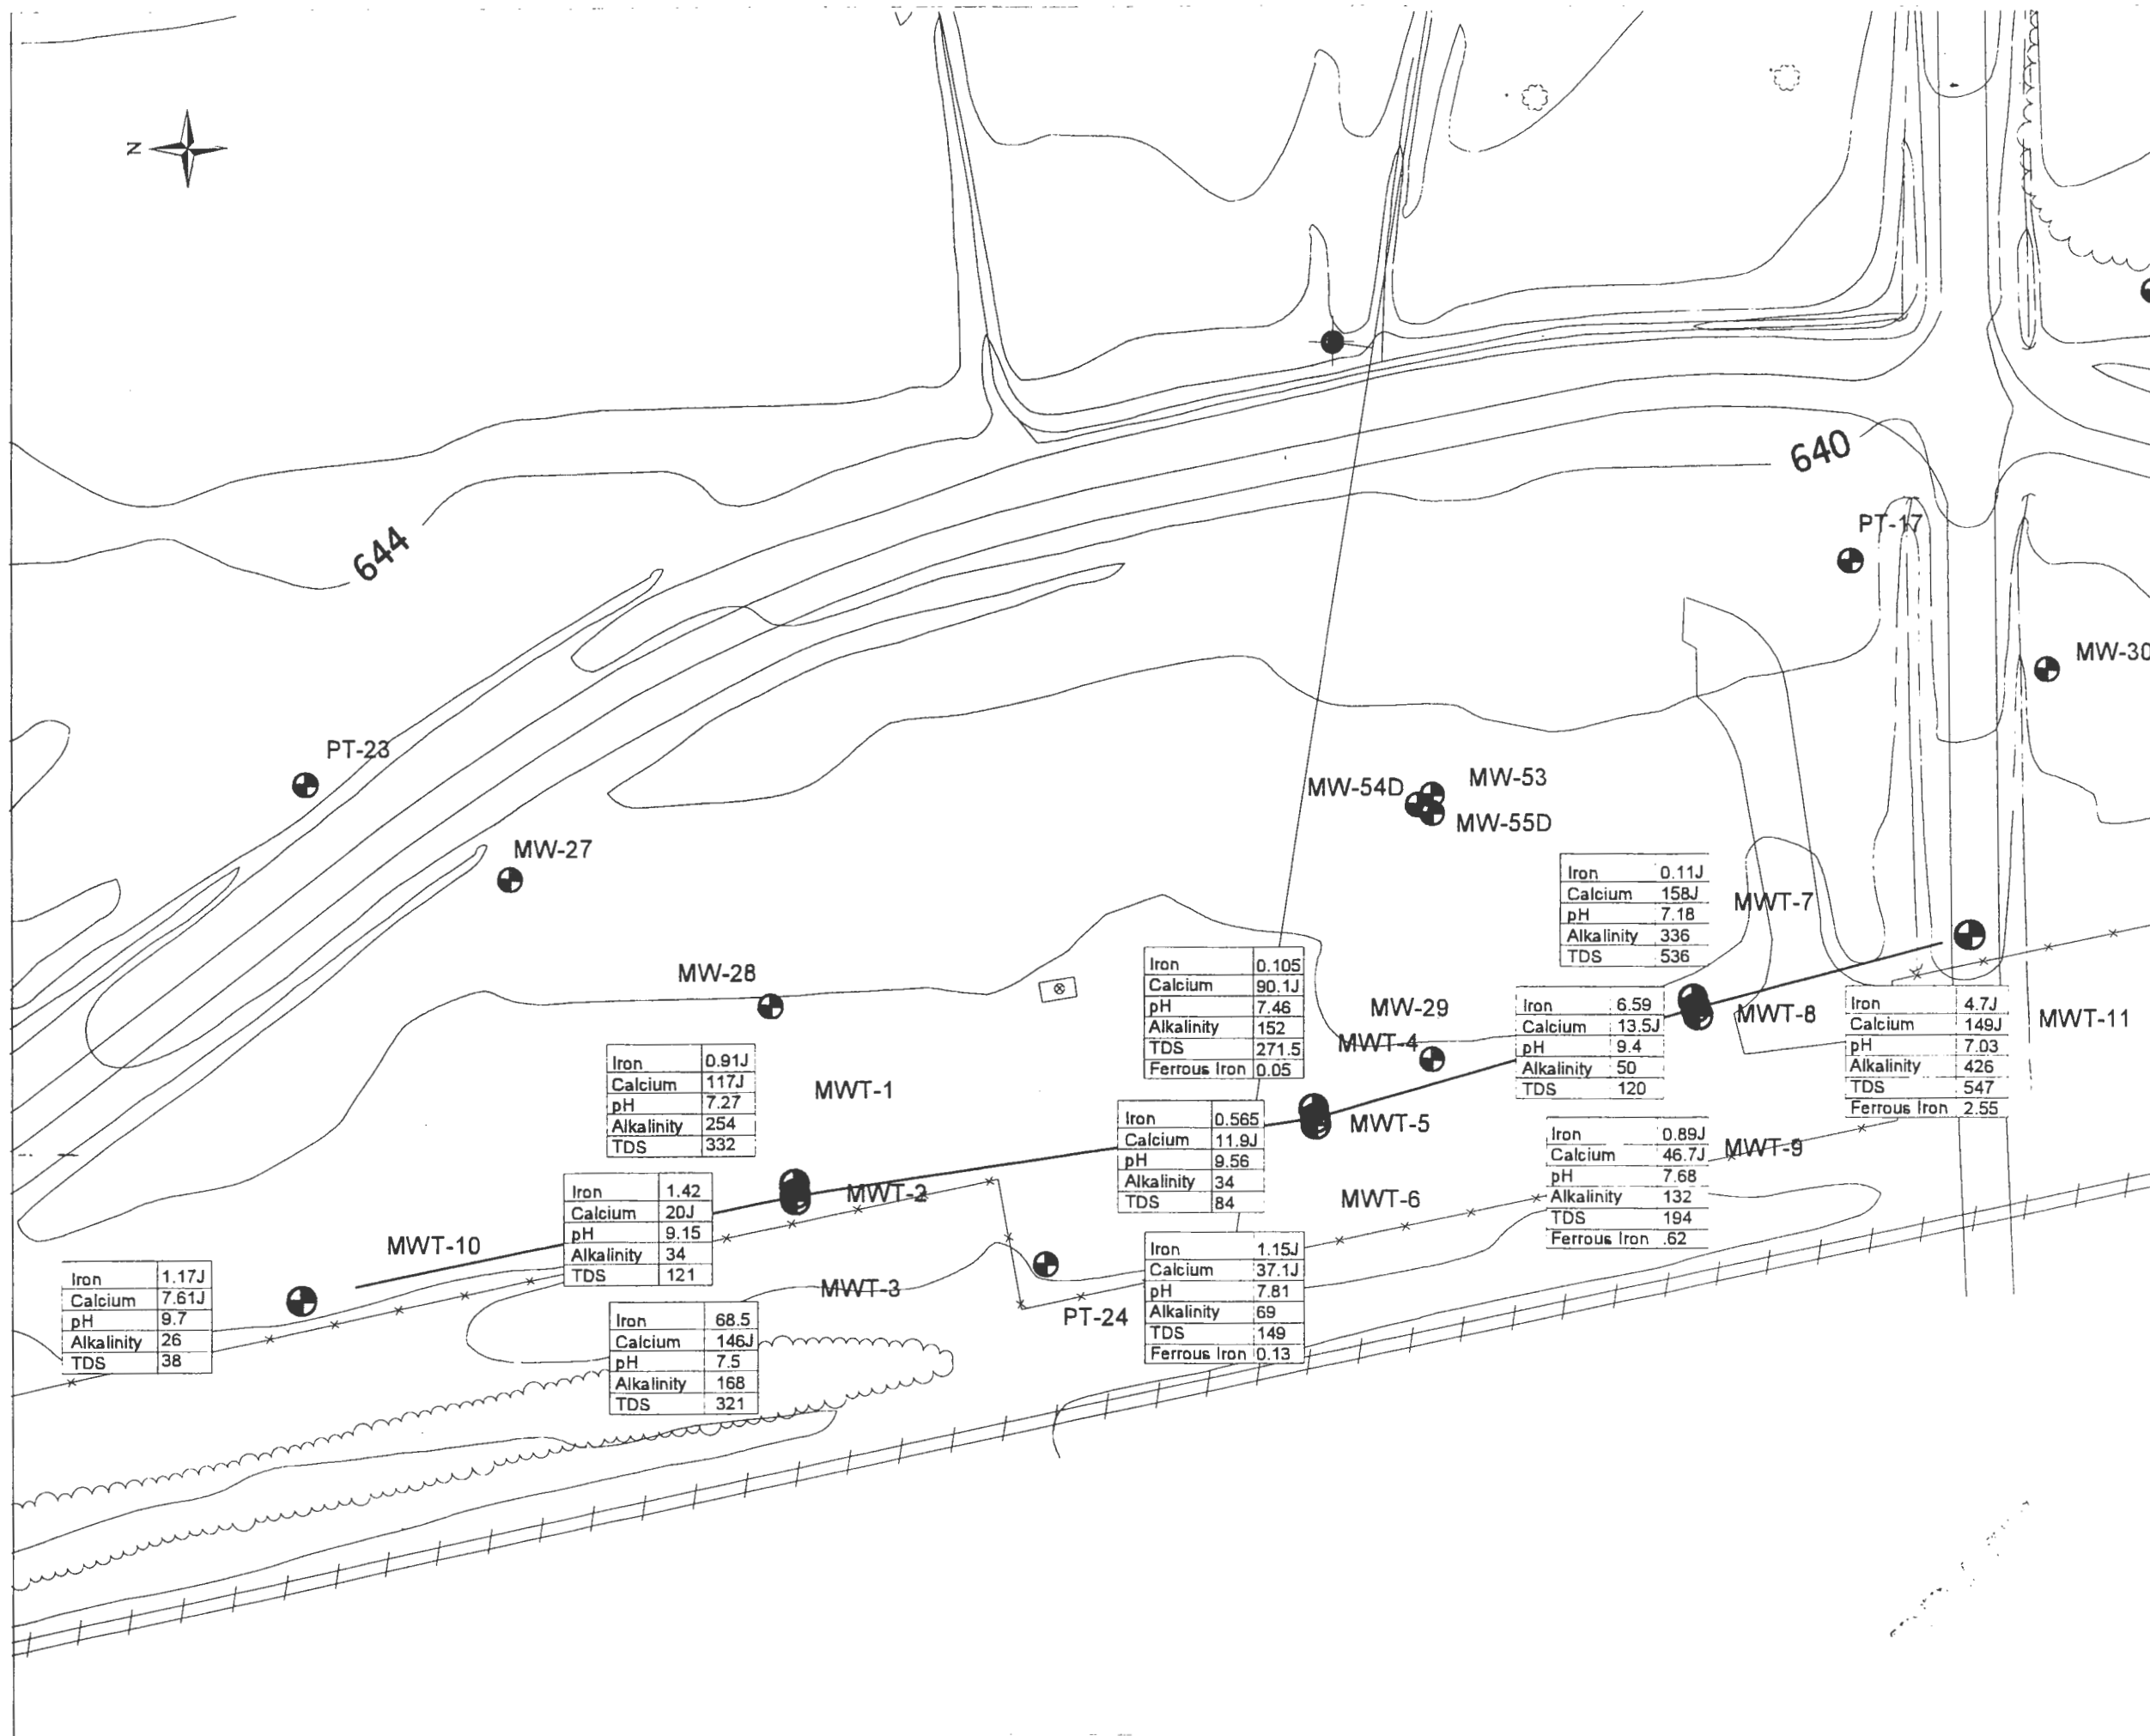 N
640
644
PT-17
MW-30
PT-23
MW-54D
MW-53
MW-55D
MW-27
MWT-7
Iron 0.11J
Calcium 158J
pH 7.18
Alkalinity 336
TDS 536
MW-28
MW-29
MWT-4
Iron 0.105
Calcium 90.1J
pH 7.46
Alkalinity 152
TDS 271.5
Ferrous Iron 0.05
MWT-8
Iron 6.59
Calcium 13.5J
pH 9.4
Alkalinity 50
TDS 120
MWT-11
Iron 4.7J
Calcium 149J
pH 7.03
Alkalinity 426
TDS 547
Ferrous Iron 2.55
MWT-1
Iron 0.91J
Calcium 117J
pH 7.27
Alkalinity 254
TDS 332
MWT-5
Iron 0.565
Calcium 11.9J
pH 9.56
Alkalinity 34
TDS 84
MWT-9
Iron 0.89J
Calcium 46.7J
pH 7.68
Alkalinity 132
TDS 194
Ferrous Iron .62
MWT-2
Iron 1.42
Calcium 20J
pH 9.15
Alkalinity 34
TDS 121
MWT-6
Iron 1.15J
Calcium 37.1J
pH 7.81
Alkalinity 69
TDS 149
Ferrous Iron 0.13
MWT-10
Iron 1.17J
Calcium 7.61J
pH 9.7
Alkalinity 26
TDS 38
MWT-3
Iron 68.5
Calcium 146J
pH 7.5
Alkalinity 168
TDS 321
PT-24